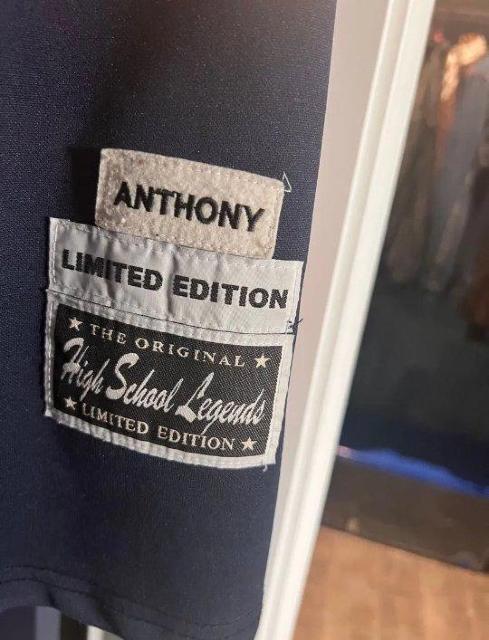 ANTHONY
LIMITED EDITION
★ THE ORIGINAL ★
High School Legends
★ LIMITED EDITION ★